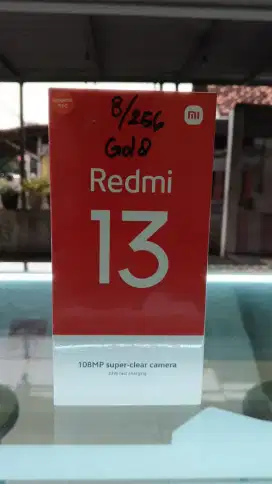 8/256
Gold
mi
Redmi
13
108MP super-clear camera